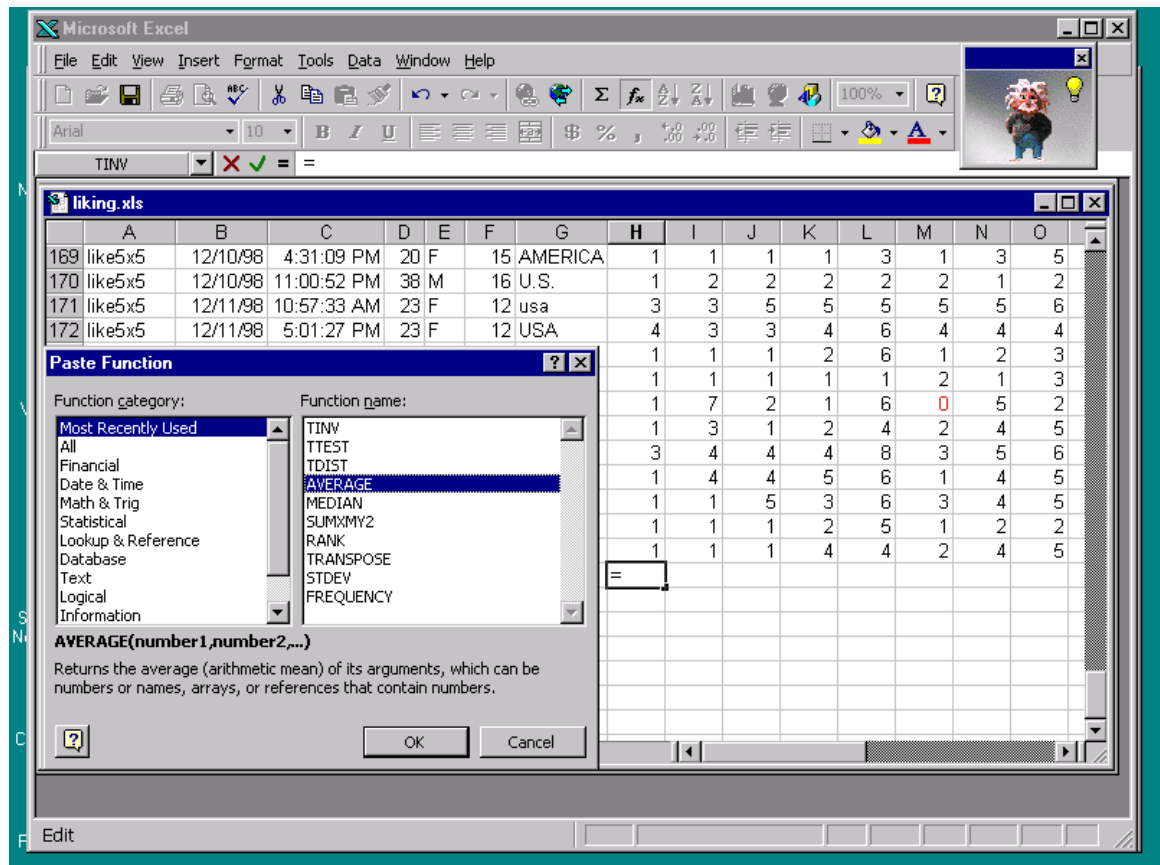 Microsoft Excel
File Edit View Insert Format Tools Data Window Help
ABC Σ fx 100%
Arial 10 B I U $ % ,
TINV = =
liking.xls
A B C D E F G H I J K L M N O
169 like5x5 12/10/98 4:31:09 PM 20 F 15 AMERICA 1 1 1 1 3 1 3 5
170 like5x5 12/10/98 11:00:52 PM 38 M 16 U.S. 1 2 2 2 2 2 1 2
171 like5x5 12/11/98 10:57:33 AM 23 F 12 usa 3 3 5 5 5 5 5 6
172 like5x5 12/11/98 5:01:27 PM 23 F 12 USA 4 3 3 4 6 4 4 4
1 1 1 2 6 1 2 3
1 1 1 1 1 2 1 3
1 7 2 1 6 0 5 2
1 3 1 2 4 2 4 5
3 4 4 4 8 3 5 6
1 4 4 5 6 1 4 5
1 1 5 3 6 3 4 5
1 1 1 2 5 1 2 2
1 1 1 4 4 2 4 5
=
Paste Function
Function category: Function name:
Most Recently Used TINV
All TTEST
Financial TDIST
Date & Time AVERAGE
Math & Trig MEDIAN
Statistical SUMXMY2
Lookup & Reference RANK
Database TRANSPOSE
Text STDEV
Logical FREQUENCY
Information
AVERAGE(number1,number2,...)
Returns the average (arithmetic mean) of its arguments, which can be
numbers or names, arrays, or references that contain numbers.
OK Cancel
Edit